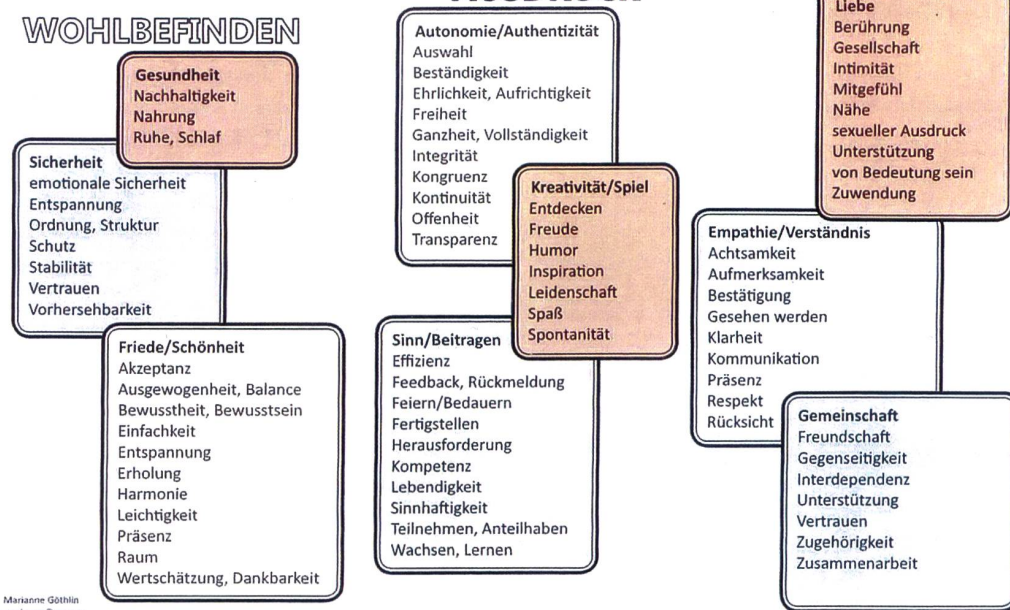 WOHLBEFINDEN
Gesundheit
Nachhaltigkeit
Nahrung
Ruhe, Schlaf
Sicherheit
emotionale Sicherheit
Entspannung
Ordnung, Struktur
Schutz
Stabilität
Vertrauen
Vorhersehbarkeit
Friede/Schönheit
Akzeptanz
Ausgewogenheit, Balance
Bewusstheit, Bewusstsein
Einfachkeit
Entspannung
Erholung
Harmonie
Leichtigkeit
Präsenz
Raum
Wertschätzung, Dankbarkeit
Autonomie/Authentizität
Auswahl
Beständigkeit
Ehrlichkeit, Aufrichtigkeit
Freiheit
Ganzheit, Vollständigkeit
Integrität
Kongruenz
Kontinuität
Offenheit
Transparenz
Kreativität/Spiel
Entdecken
Freude
Humor
Inspiration
Leidenschaft
Spaß
Spontanität
Sinn/Beitragen
Effizienz
Feedback, Rückmeldung
Feiern/Bedauern
Fertigstellen
Herausforderung
Kompetenz
Lebendigkeit
Sinnhaftigkeit
Teilnehmen, Anteilhaben
Wachsen, Lernen
Liebe
Berührung
Gesellschaft
Intimität
Mitgefühl
Nähe
sexueller Ausdruck
Unterstützung
von Bedeutung sein
Zuwendung
Empathie/Verständnis
Achtsamkeit
Aufmerksamkeit
Bestätigung
Gesehen werden
Klarheit
Kommunikation
Präsenz
Respekt
Rücksicht
Gemeinschaft
Freundschaft
Gegenseitigkeit
Interdependenz
Unterstützung
Vertrauen
Zugehörigkeit
Zusammenarbeit
Marianne Göthlin